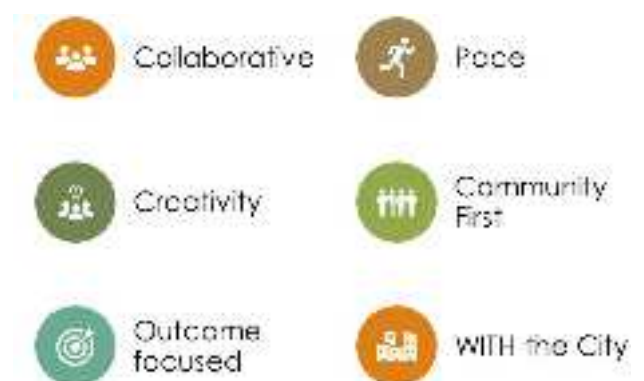 Collaborative
Pace
Creativity
Community
First
Outcome
focused
WITH the City